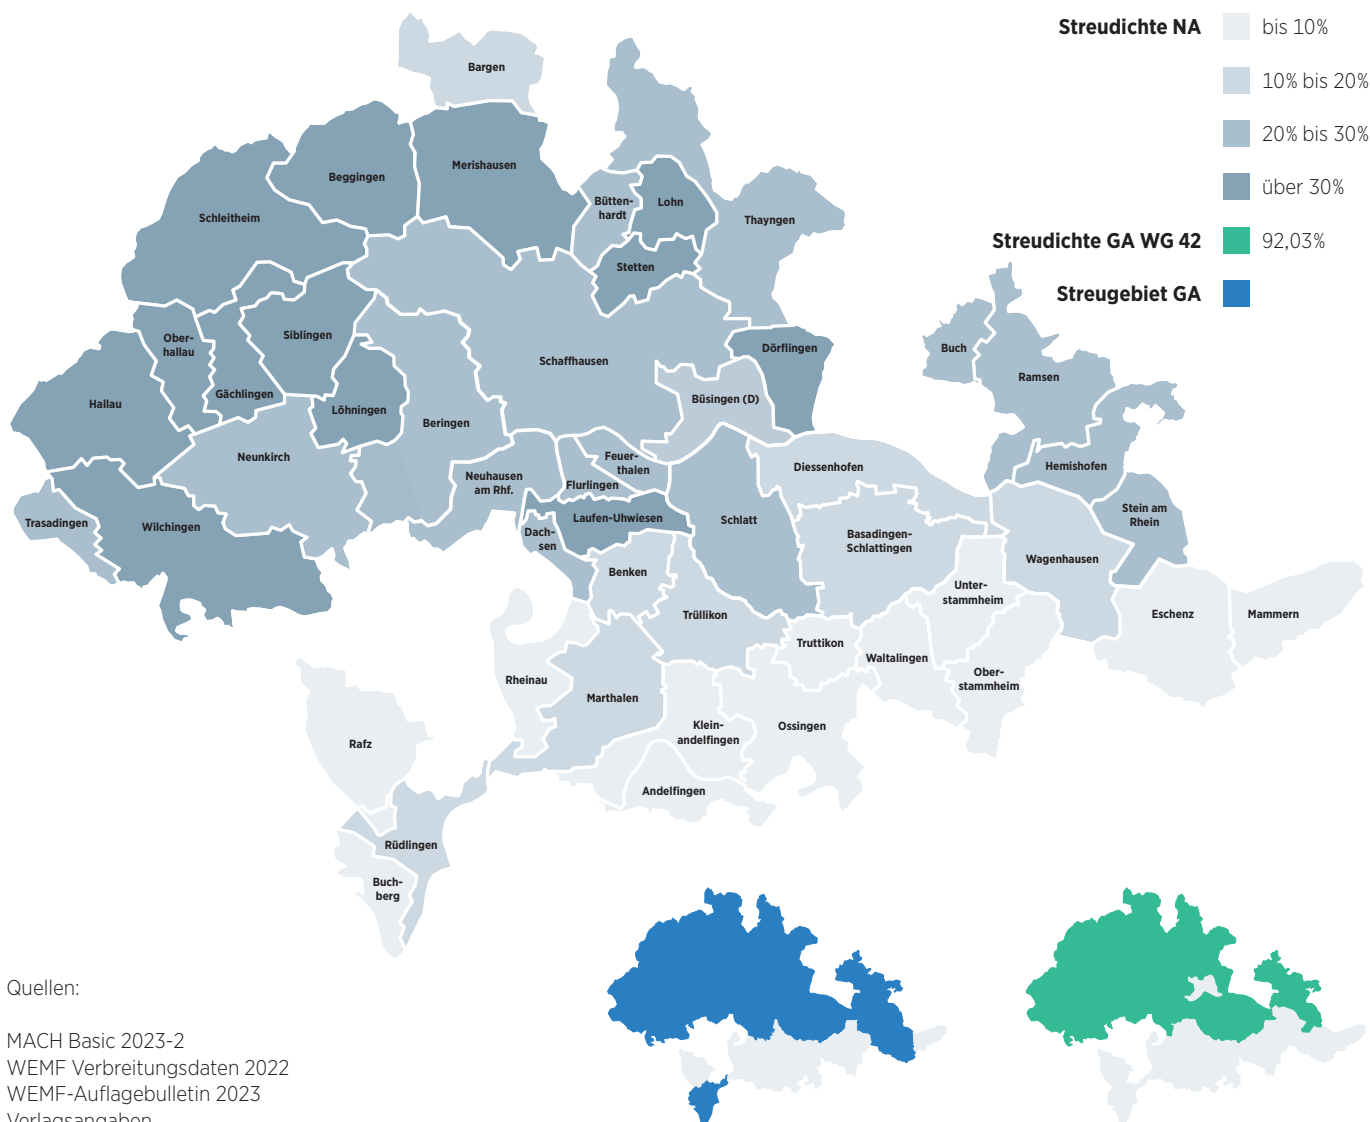 Streudichte NA
bis 10%
10% bis 20%
20% bis 30%
über 30%
Streudichte GA WG 42
92,03%
Streugebiet GA
Bargen
Merishausen
Beggingen
Schleitheim
Bütten-
hardt
Lohn
Thayngen
Stetten
Siblingen
Ober-
hallau
Gächlingen
Hallau
Löhningen
Beringen
Schaffhausen
Dörflingen
Büsingen (D)
Buch
Ramsen
Hemishofen
Stein am
Rhein
Neunkirch
Neuhausen
am Rhf.
Feuer-
thalen
Flurlingen
Laufen-Uhwiesen
Dach-
sen
Schlatt
Diessenhofen
Basadingen-
Schlattingen
Wagenhausen
Trasadingen
Wilchingen
Benken
Trüllikon
Unter-
stammheim
Eschenz
Mammern
Truttikon
Waltalingen
Ober-
stammheim
Rheinau
Marthalen
Klein-
andelfingen
Ossingen
Andelfingen
Rafz
Rüdlingen
Buch-
berg
Quellen:
MACH Basic 2023-2
WEMF Verbreitungsdaten 2022
WEMF-Auflagebulletin 2023
Verlagsangaben